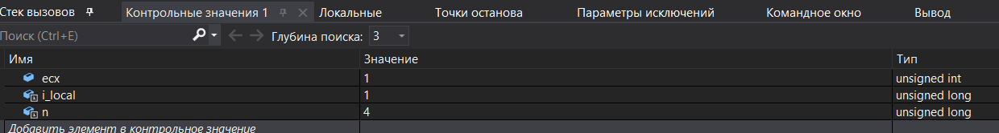 Стек вызовов Контрольные значения 1 Локальные Точки останова Параметры исключений Командное окно Вывод
Поиск (Ctrl+E) Глубина поиска: 3
Имя Значение Тип
ecx 1 unsigned int
i_local 1 unsigned long
n 4 unsigned long
Добавить элемент в контрольное значение